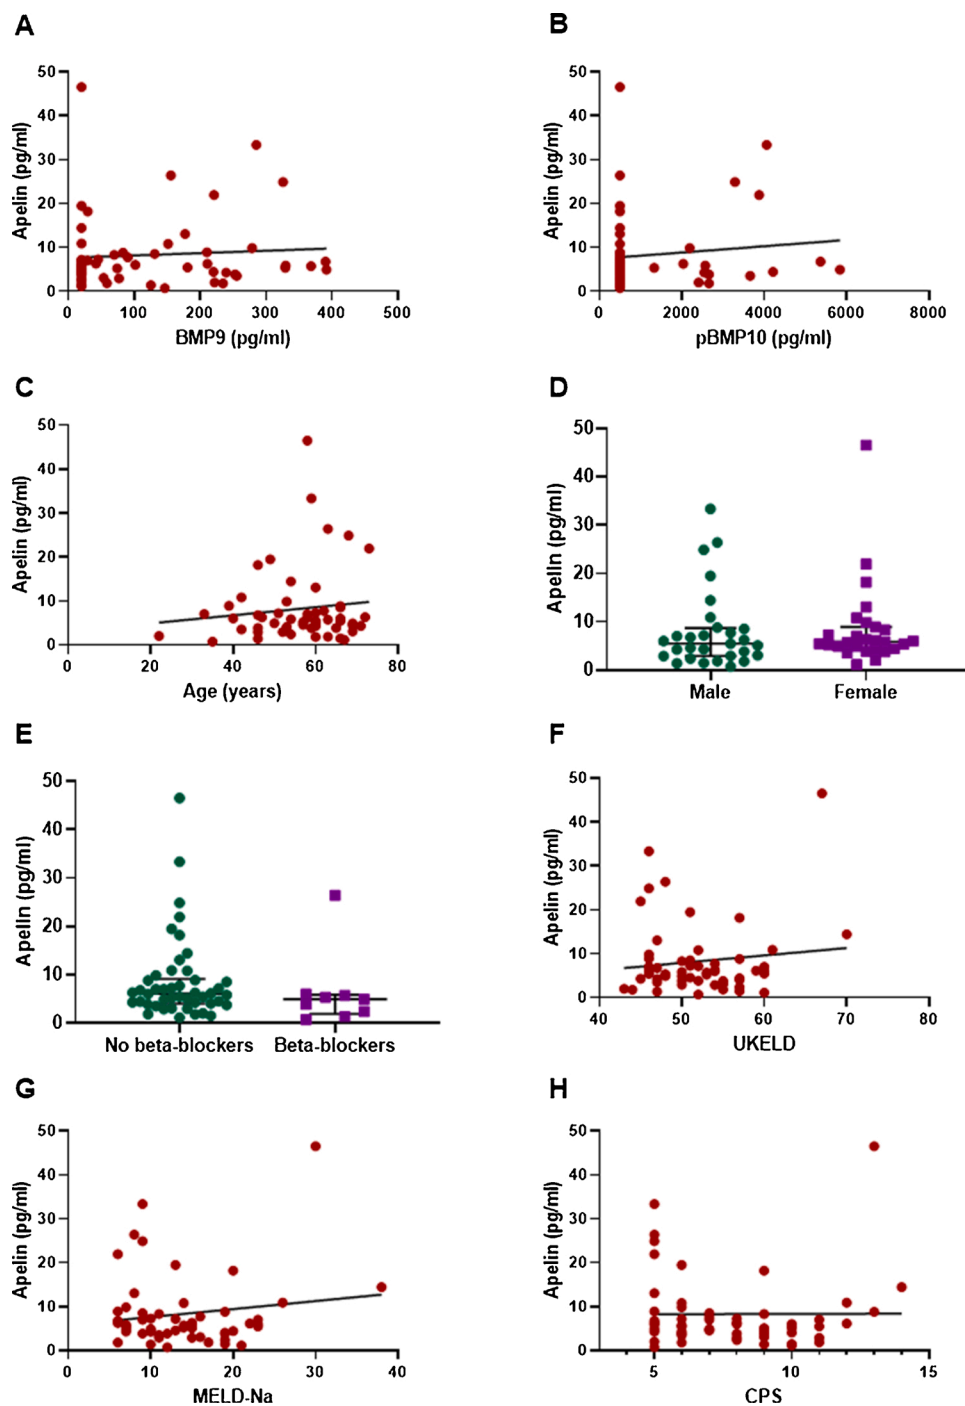 A
B
Apelin (pg/ml)
50
40
30
20
10
0
0 100 200 300 400 500
BMP9 (pg/ml)
Apelin (pg/ml)
50
40
30
20
10
0
0 2000 4000 6000 8000
pBMP10 (pg/ml)
C
D
Apelin (pg/ml)
50
40
30
20
10
0
0 20 40 60 80
Age (years)
Apelin (pg/ml)
50
40
30
20
10
0
Male Female
E
F
Apelin (pg/ml)
50
40
30
20
10
0
No beta-blockers Beta-blockers
Apelin (pg/ml)
50
40
30
20
10
0
40 50 60 70 80
UKELD
G
H
Apelin (pg/ml)
50
40
30
20
10
0
0 10 20 30 40
MELD-Na
Apelin (pg/ml)
50
40
30
20
10
0
5 10 15
CPS